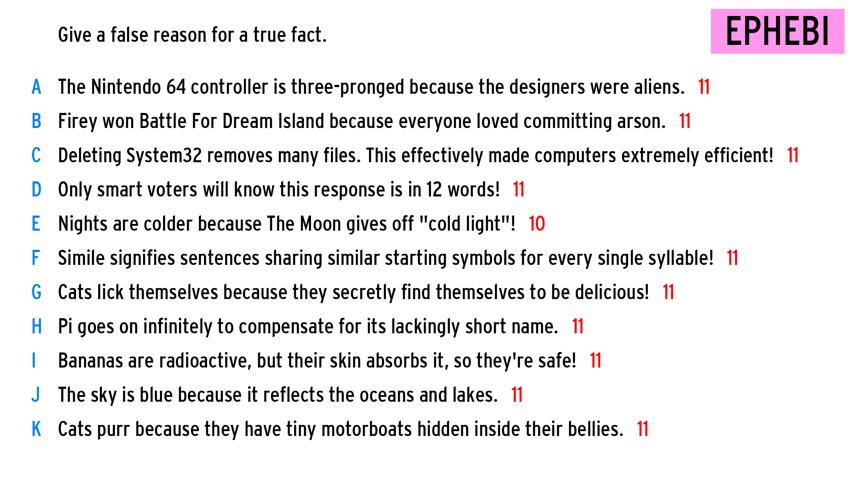 Give a false reason for a true fact.
EPHEBI
A The Nintendo 64 controller is three-pronged because the designers were aliens. 11
B Firey won Battle For Dream Island because everyone loved committing arson. 11
C Deleting System32 removes many files. This effectively made computers extremely efficient! 11
D Only smart voters will know this response is in 12 words! 11
E Nights are colder because The Moon gives off "cold light"! 10
F Simile signifies sentences sharing similar starting symbols for every single syllable! 11
G Cats lick themselves because they secretly find themselves to be delicious! 11
H Pi goes on infinitely to compensate for its lackingly short name. 11
I Bananas are radioactive, but their skin absorbs it, so they're safe! 11
J The sky is blue because it reflects the oceans and lakes. 11
K Cats purr because they have tiny motorboats hidden inside their bellies. 11